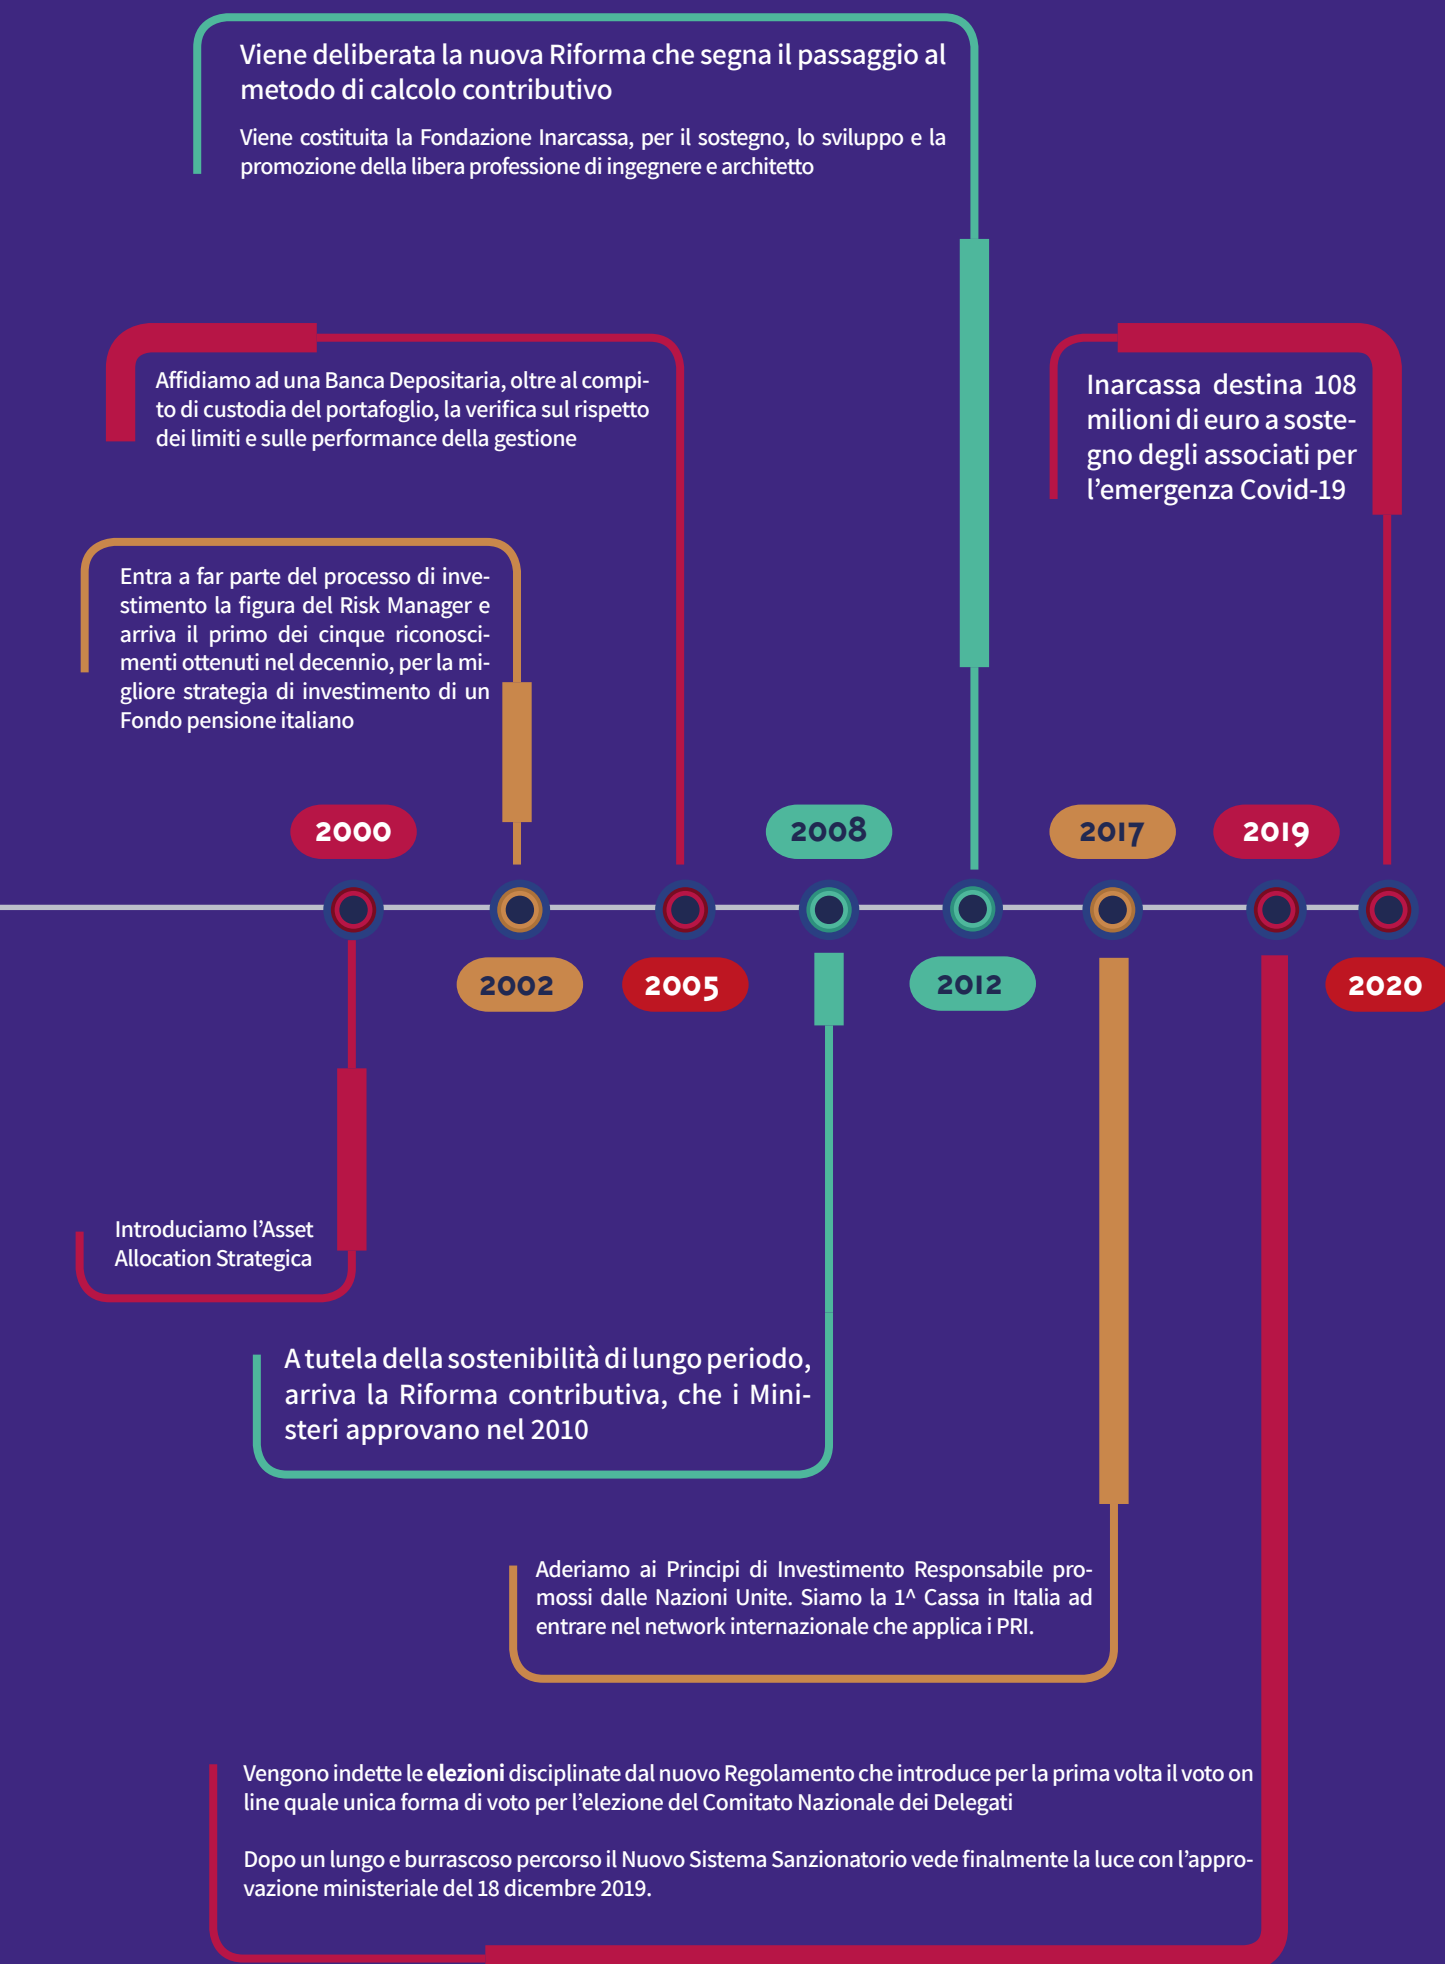 Viene deliberata la nuova Riforma che segna il passaggio al
metodo di calcolo contributivo
Viene costituita la Fondazione Inarcassa, per il sostegno, lo sviluppo e la
promozione della libera professione di ingegnere e architetto
Affidiamo ad una Banca Depositaria, oltre al compi-
to di custodia del portafoglio, la verifica sul rispetto
dei limiti e sulle performance della gestione
Inarcassa destina 108
milioni di euro a soste-
gno degli associati per
l’emergenza Covid-19
Entra a far parte del processo di inve-
stimento la figura del Risk Manager e
arriva il primo dei cinque riconosci-
menti ottenuti nel decennio, per la mi-
gliore strategia di investimento di un
Fondo pensione italiano
2000
2008
2017
2019
2002
2005
2012
2020
Introduciamo l’Asset
Allocation Strategica
A tutela della sostenibilità di lungo periodo,
arriva la Riforma contributiva, che i Mini-
steri approvano nel 2010
Aderiamo ai Principi di Investimento Responsabile pro-
mossi dalle Nazioni Unite. Siamo la 1^ Cassa in Italia ad
entrare nel network internazionale che applica i PRI.
Vengono indette le elezioni disciplinate dal nuovo Regolamento che introduce per la prima volta il voto on
line quale unica forma di voto per l’elezione del Comitato Nazionale dei Delegati
Dopo un lungo e burrascoso percorso il Nuovo Sistema Sanzionatorio vede finalmente la luce con l’appro-
vazione ministeriale del 18 dicembre 2019.